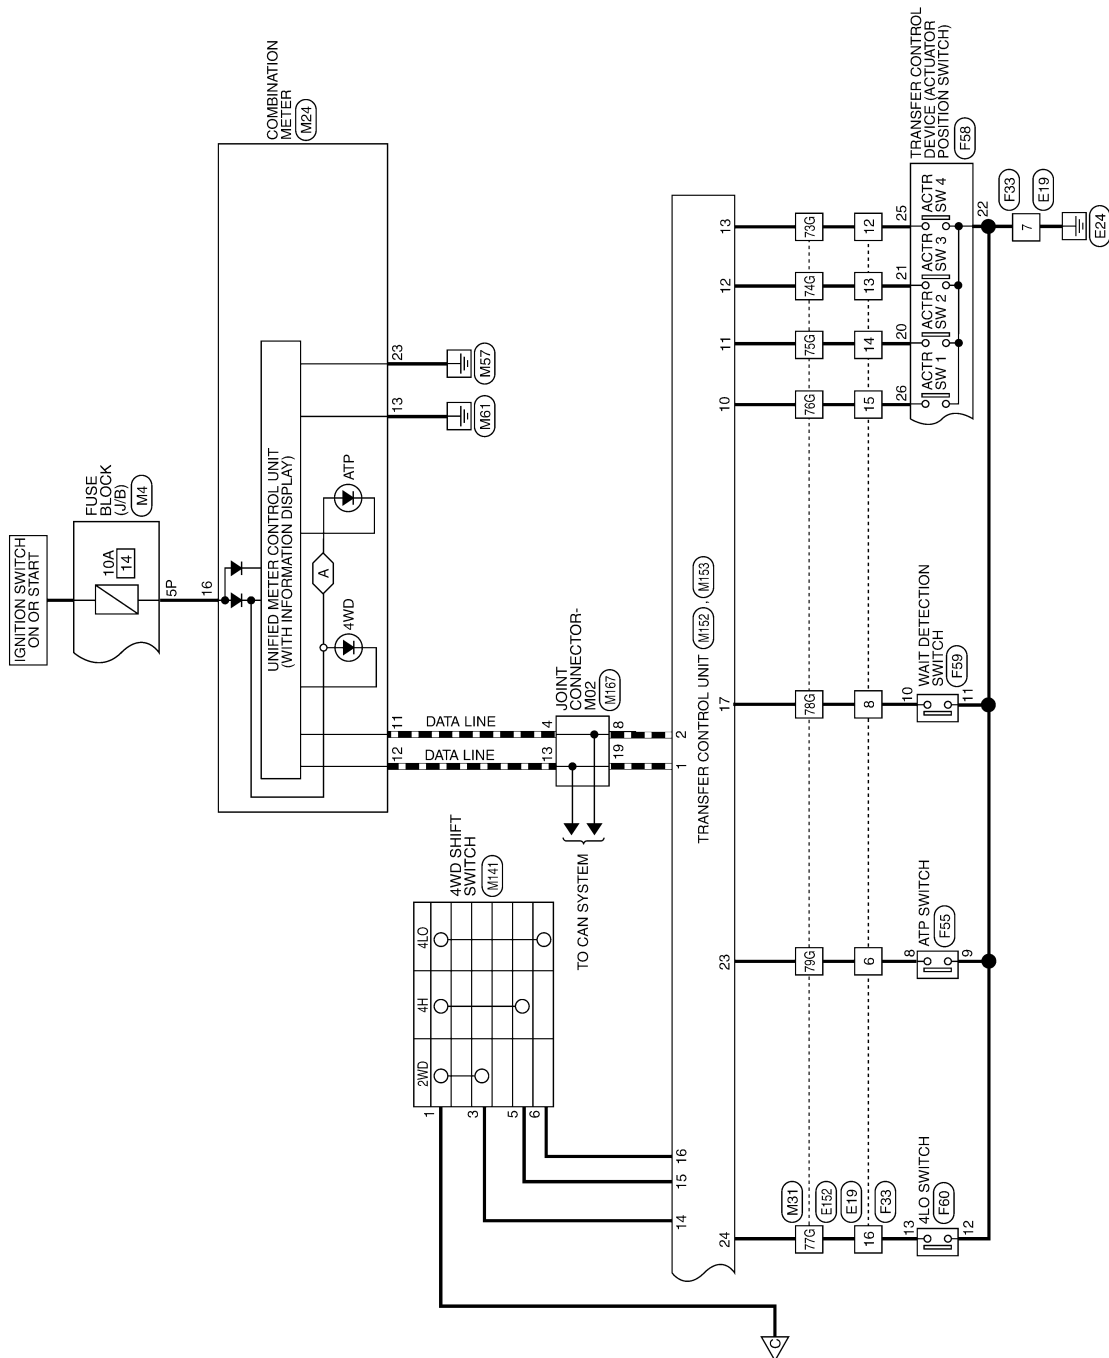 IGNITION SWITCH
ON OR START
FUSE
BLOCK
(J/B)
M4
10A
14
5P
16
COMBINATION
METER
M24
UNIFIED METER CONTROL UNIT
(WITH INFORMATION DISPLAY)
4WD
A
ATP
12
11
13
23
M61
M57
DATA LINE
DATA LINE
13
4
19
8
JOINT
CONNECTOR-
M02
M167
TO CAN SYSTEM
4WD SHIFT
SWITCH
M141
2WD
4H
4LO
1
3
5
6
C
14
15
16
1
2
TRANSFER CONTROL UNIT
M152
,
M153
24
23
17
10
11
12
13
M31
E152
E19
F33
77G
79G
78G
76G
75G
74G
73G
16
6
8
15
14
13
12
13
4LO SWITCH
F60
12
8
ATP SWITCH
F55
9
10
WAIT DETECTION
SWITCH
F59
11
26
20
21
25
ACTR
SW 1
ACTR
SW 2
ACTR
SW 3
ACTR
SW 4
TRANSFER CONTROL
DEVICE (ACTUATOR
POSITION SWITCH)
F58
22
F33
E19
7
E24